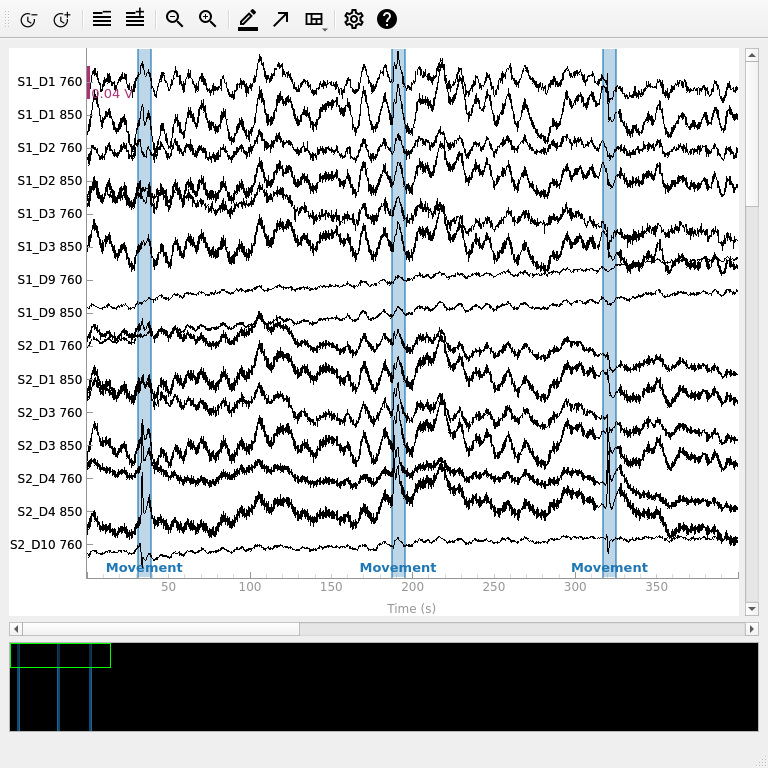 S1_D1 760
0.04 V
S1_D1 850
S1_D2 760
S1_D2 850
S1_D3 760
S1_D3 850
S1_D9 760
S1_D9 850
S2_D1 760
S2_D1 850
S2_D3 760
S2_D3 850
S2_D4 760
S2_D4 850
S2_D10 760
Movement Movement Movement
50 100 150 200 250 300 350
Time (s)